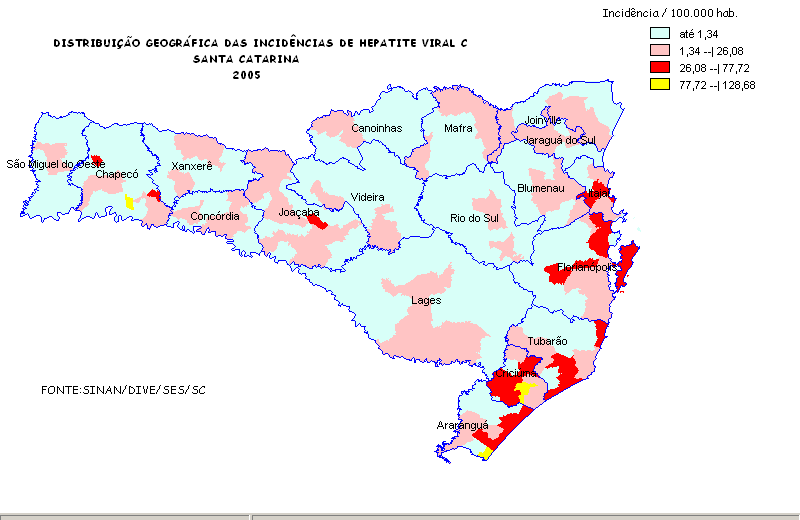 Incidência / 100.000 hab.
até 1,34
1,34 --| 26,08
26,08 --| 77,72
77,72 --| 128,68
DISTRIBUIÇÃO GEOGRÁFICA DAS INCIDÊNCIAS DE HEPATITE VIRAL C
SANTA CATARINA
2005
Canoinhas
Mafra
Joinville
Jaraguá do Sul
São Miguel do Oeste
Chapecó
Xanxerê
Videira
Blumenau
Itajaí
Concórdia
Joaçaba
Rio do Sul
Florianópolis
Lages
Tubarão
Criciúma
Araranguá
FONTE:SINAN/DIVE/SES/SC